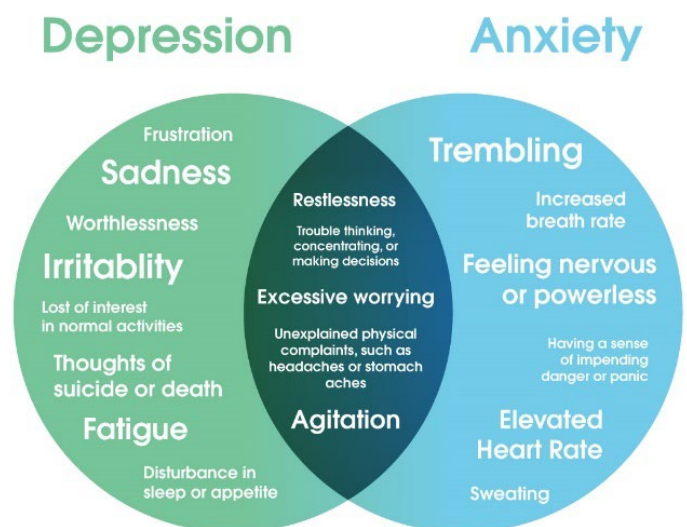 Depression
Anxiety
Frustration
Sadness
Worthlessness
Irritablity
Lost of interest
in normal activities
Thoughts of
suicide or death
Fatigue
Disturbance in
sleep or appetite
Restlessness
Trouble thinking,
concentrating, or
making decisions
Excessive worrying
Unexplained physical
complaints, such as
headaches or stomach
aches
Agitation
Trembling
Increased
breath rate
Feeling nervous
or powerless
Having a sense
of impending
danger or panic
Elevated
Heart Rate
Sweating